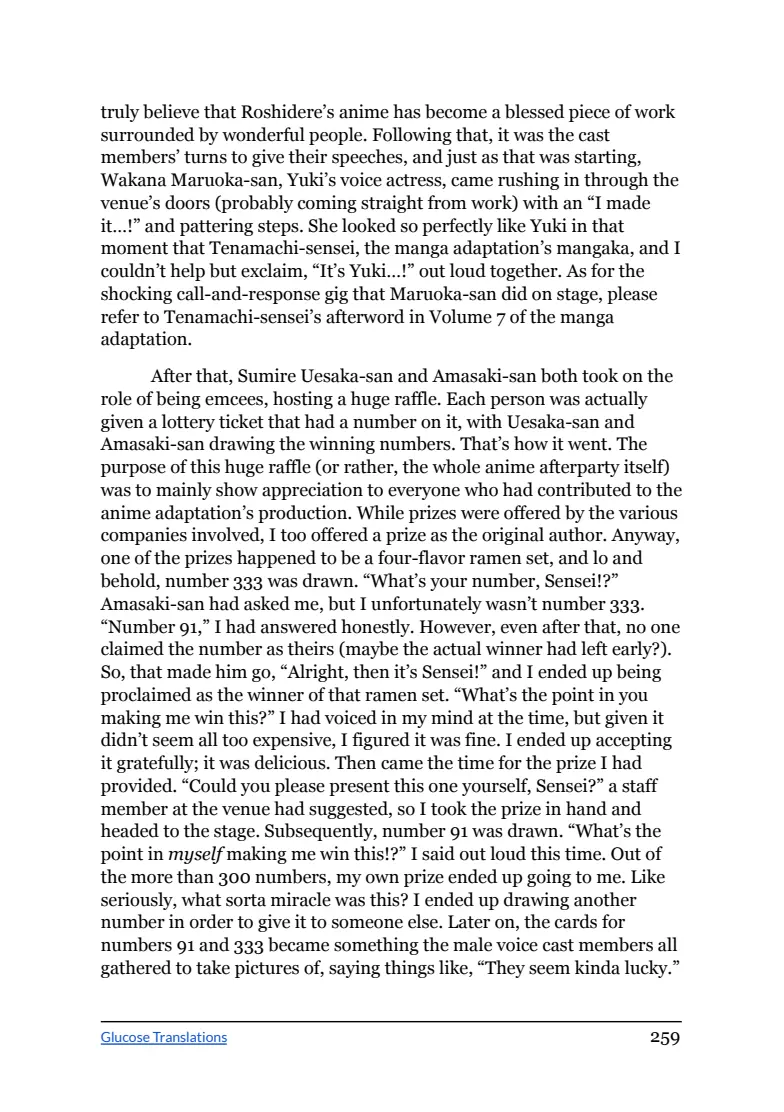 truly believe that Roshidere’s anime has become a blessed piece of work
surrounded by wonderful people. Following that, it was the cast
members’ turns to give their speeches, and just as that was starting,
Wakana Maruoka-san, Yuki’s voice actress, came rushing in through the
venue’s doors (probably coming straight from work) with an “I made
it…!” and pattering steps. She looked so perfectly like Yuki in that
moment that Tenamachi-sensei, the manga adaptation’s mangaka, and I
couldn’t help but exclaim, “It’s Yuki…!” out loud together. As for the
shocking call-and-response gig that Maruoka-san did on stage, please
refer to Tenamachi-sensei’s afterword in Volume 7 of the manga
adaptation.
After that, Sumire Uesaka-san and Amasaki-san both took on the
role of being emcees, hosting a huge raffle. Each person was actually
given a lottery ticket that had a number on it, with Uesaka-san and
Amasaki-san drawing the winning numbers. That’s how it went. The
purpose of this huge raffle (or rather, the whole anime afterparty itself)
was to mainly show appreciation to everyone who had contributed to the
anime adaptation’s production. While prizes were offered by the various
companies involved, I too offered a prize as the original author. Anyway,
one of the prizes happened to be a four-flavor ramen set, and lo and
behold, number 333 was drawn. “What’s your number, Sensei!?”
Amasaki-san had asked me, but I unfortunately wasn’t number 333.
“Number 91,” I had answered honestly. However, even after that, no one
claimed the number as theirs (maybe the actual winner had left early?).
So, that made him go, “Alright, then it’s Sensei!” and I ended up being
proclaimed as the winner of that ramen set. “What’s the point in you
making me win this?” I had voiced in my mind at the time, but given it
didn’t seem all too expensive, I figured it was fine. I ended up accepting
it gratefully; it was delicious. Then came the time for the prize I had
provided. “Could you please present this one yourself, Sensei?” a staff
member at the venue had suggested, so I took the prize in hand and
headed to the stage. Subsequently, number 91 was drawn. “What’s the
point in myself making me win this!?” I said out loud this time. Out of
the more than 300 numbers, my own prize ended up going to me. Like
seriously, what sorta miracle was this? I ended up drawing another
number in order to give it to someone else. Later on, the cards for
numbers 91 and 333 became something the male voice cast members all
gathered to take pictures of, saying things like, “They seem kinda lucky.”
Glucose Translations 259